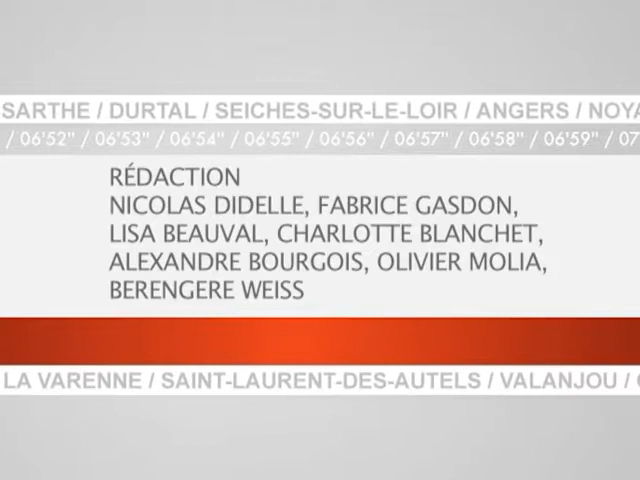 SARTHE / DURTAL / SEICHES-SUR-LE-LOIR / ANGERS / NOYA
/ 06'52" / 06'53" / 06'54" / 06'55" / 06'56" / 06'57" / 06'58" / 06'59" / 07
RÉDACTION
NICOLAS DIDELLE, FABRICE GASDON,
LISA BEAUVAL, CHARLOTTE BLANCHET,
ALEXANDRE BOURGOIS, OLIVIER MOLIA,
BERENGERE WEISS
LA VARENNE / SAINT-LAURENT-DES-AUTELS / VALANJOU /